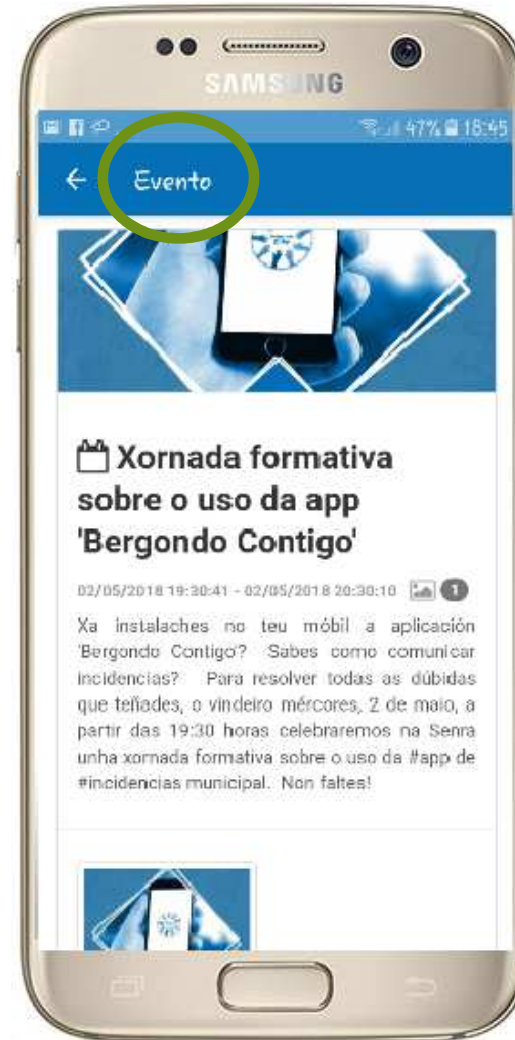 SAMSUNG
47% 18:45
Evento
Xornada formativa
sobre o uso da app
'Bergondo Contigo'
02/05/2018 19:30:41 - 02/05/2018 20:30:10 1
Xa instalaches no teu móbil a aplicación
'Bergondo Contigo'? Sabes como comunicar
incidencias? Para resolver todas as dúbidas
que teñades, o vindeiro mércores, 2 de maio, a
partir das 19:30 horas celebraremos na Senra
unha xornada formativa sobre o uso da #app de
#incidencias municipal. Non faltes!